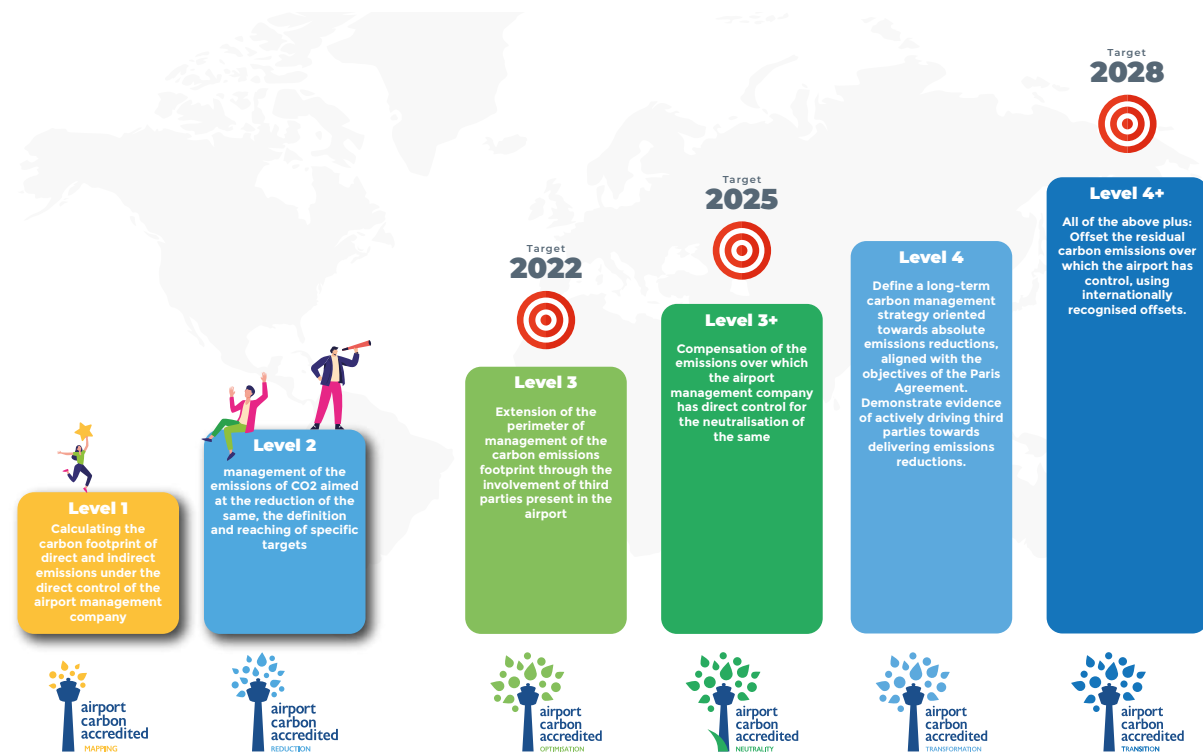 Level 1
Calculating the
carbon footprint of
direct and indirect
emissions under the
direct control of the
airport management
company
airport
carbon
accredited
MAPPING
Level 2
management of the
emissions of CO2 aimed
at the reduction of the
same, the definition
and reaching of specific
targets
airport
carbon
accredited
REDUCTION
Target
2022
Level 3
Extension of the
perimeter of
management of the
carbon emissions
footprint through the
involvement of third
parties present in the
airport
airport
carbon
accredited
OPTIMISATION
Target
2025
Level 3+
Compensation of the
emissions over which
the airport
management company
has direct control for
the neutralisation of
the same
airport
carbon
accredited
NEUTRALITY
Level 4
Define a long-term
carbon management
strategy oriented
towards absolute
emissions reductions,
aligned with the
objectives of the Paris
Agreement.
Demonstrate evidence
of actively driving third
parties towards
delivering emissions
reductions.
airport
carbon
accredited
TRANSFORMATION
Target
2028
Level 4+
All of the above plus:
Offset the residual
carbon emissions over
which the airport has
control, using
internationally
recognised offsets.
airport
carbon
accredited
TRANSITION